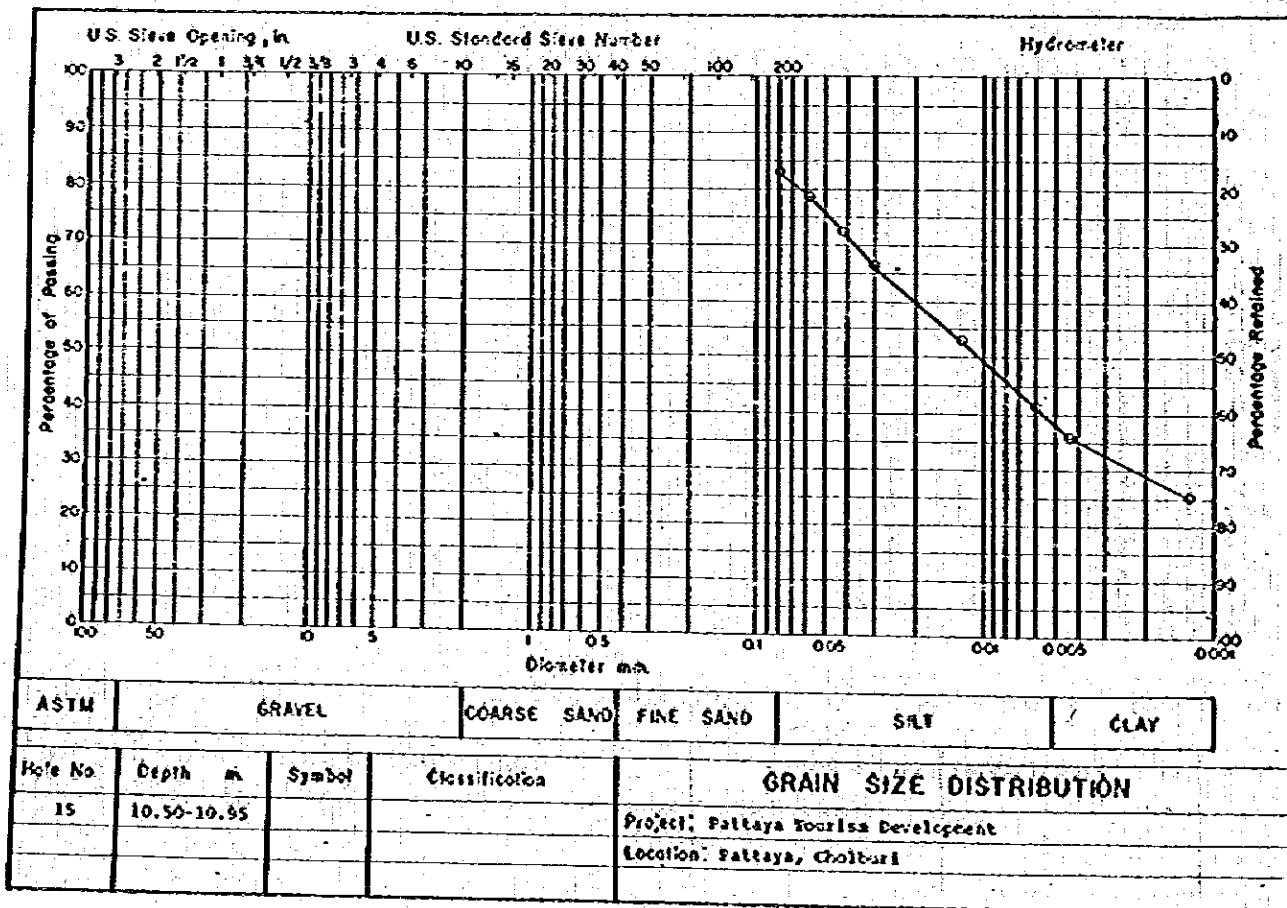 U.S. Sieve Opening, in.    U.S. Standard Sieve Number    Hydrometer
3 2 1½ 1 3/4 1/2 3/8 3 4 6 10 16 20 30 40 50 100 200
100
90
80
70
60
50
40
30
20
10
0
Percentage of Passing
0
10
20
30
40
50
60
70
80
90
100
Percentage Retained
100 50 10 5 1 0.5 0.1 0.05 0.01 0.005 0.001
Diameter m.m.
ASTM GRAVEL COARSE SAND FINE SAND SILT CLAY
Hole No. Depth m. Symbol Classification GRAIN SIZE DISTRIBUTION
15 10.50-10.95
Project: Pattaya Tourism Development
Location: Pattaya, Cholburi